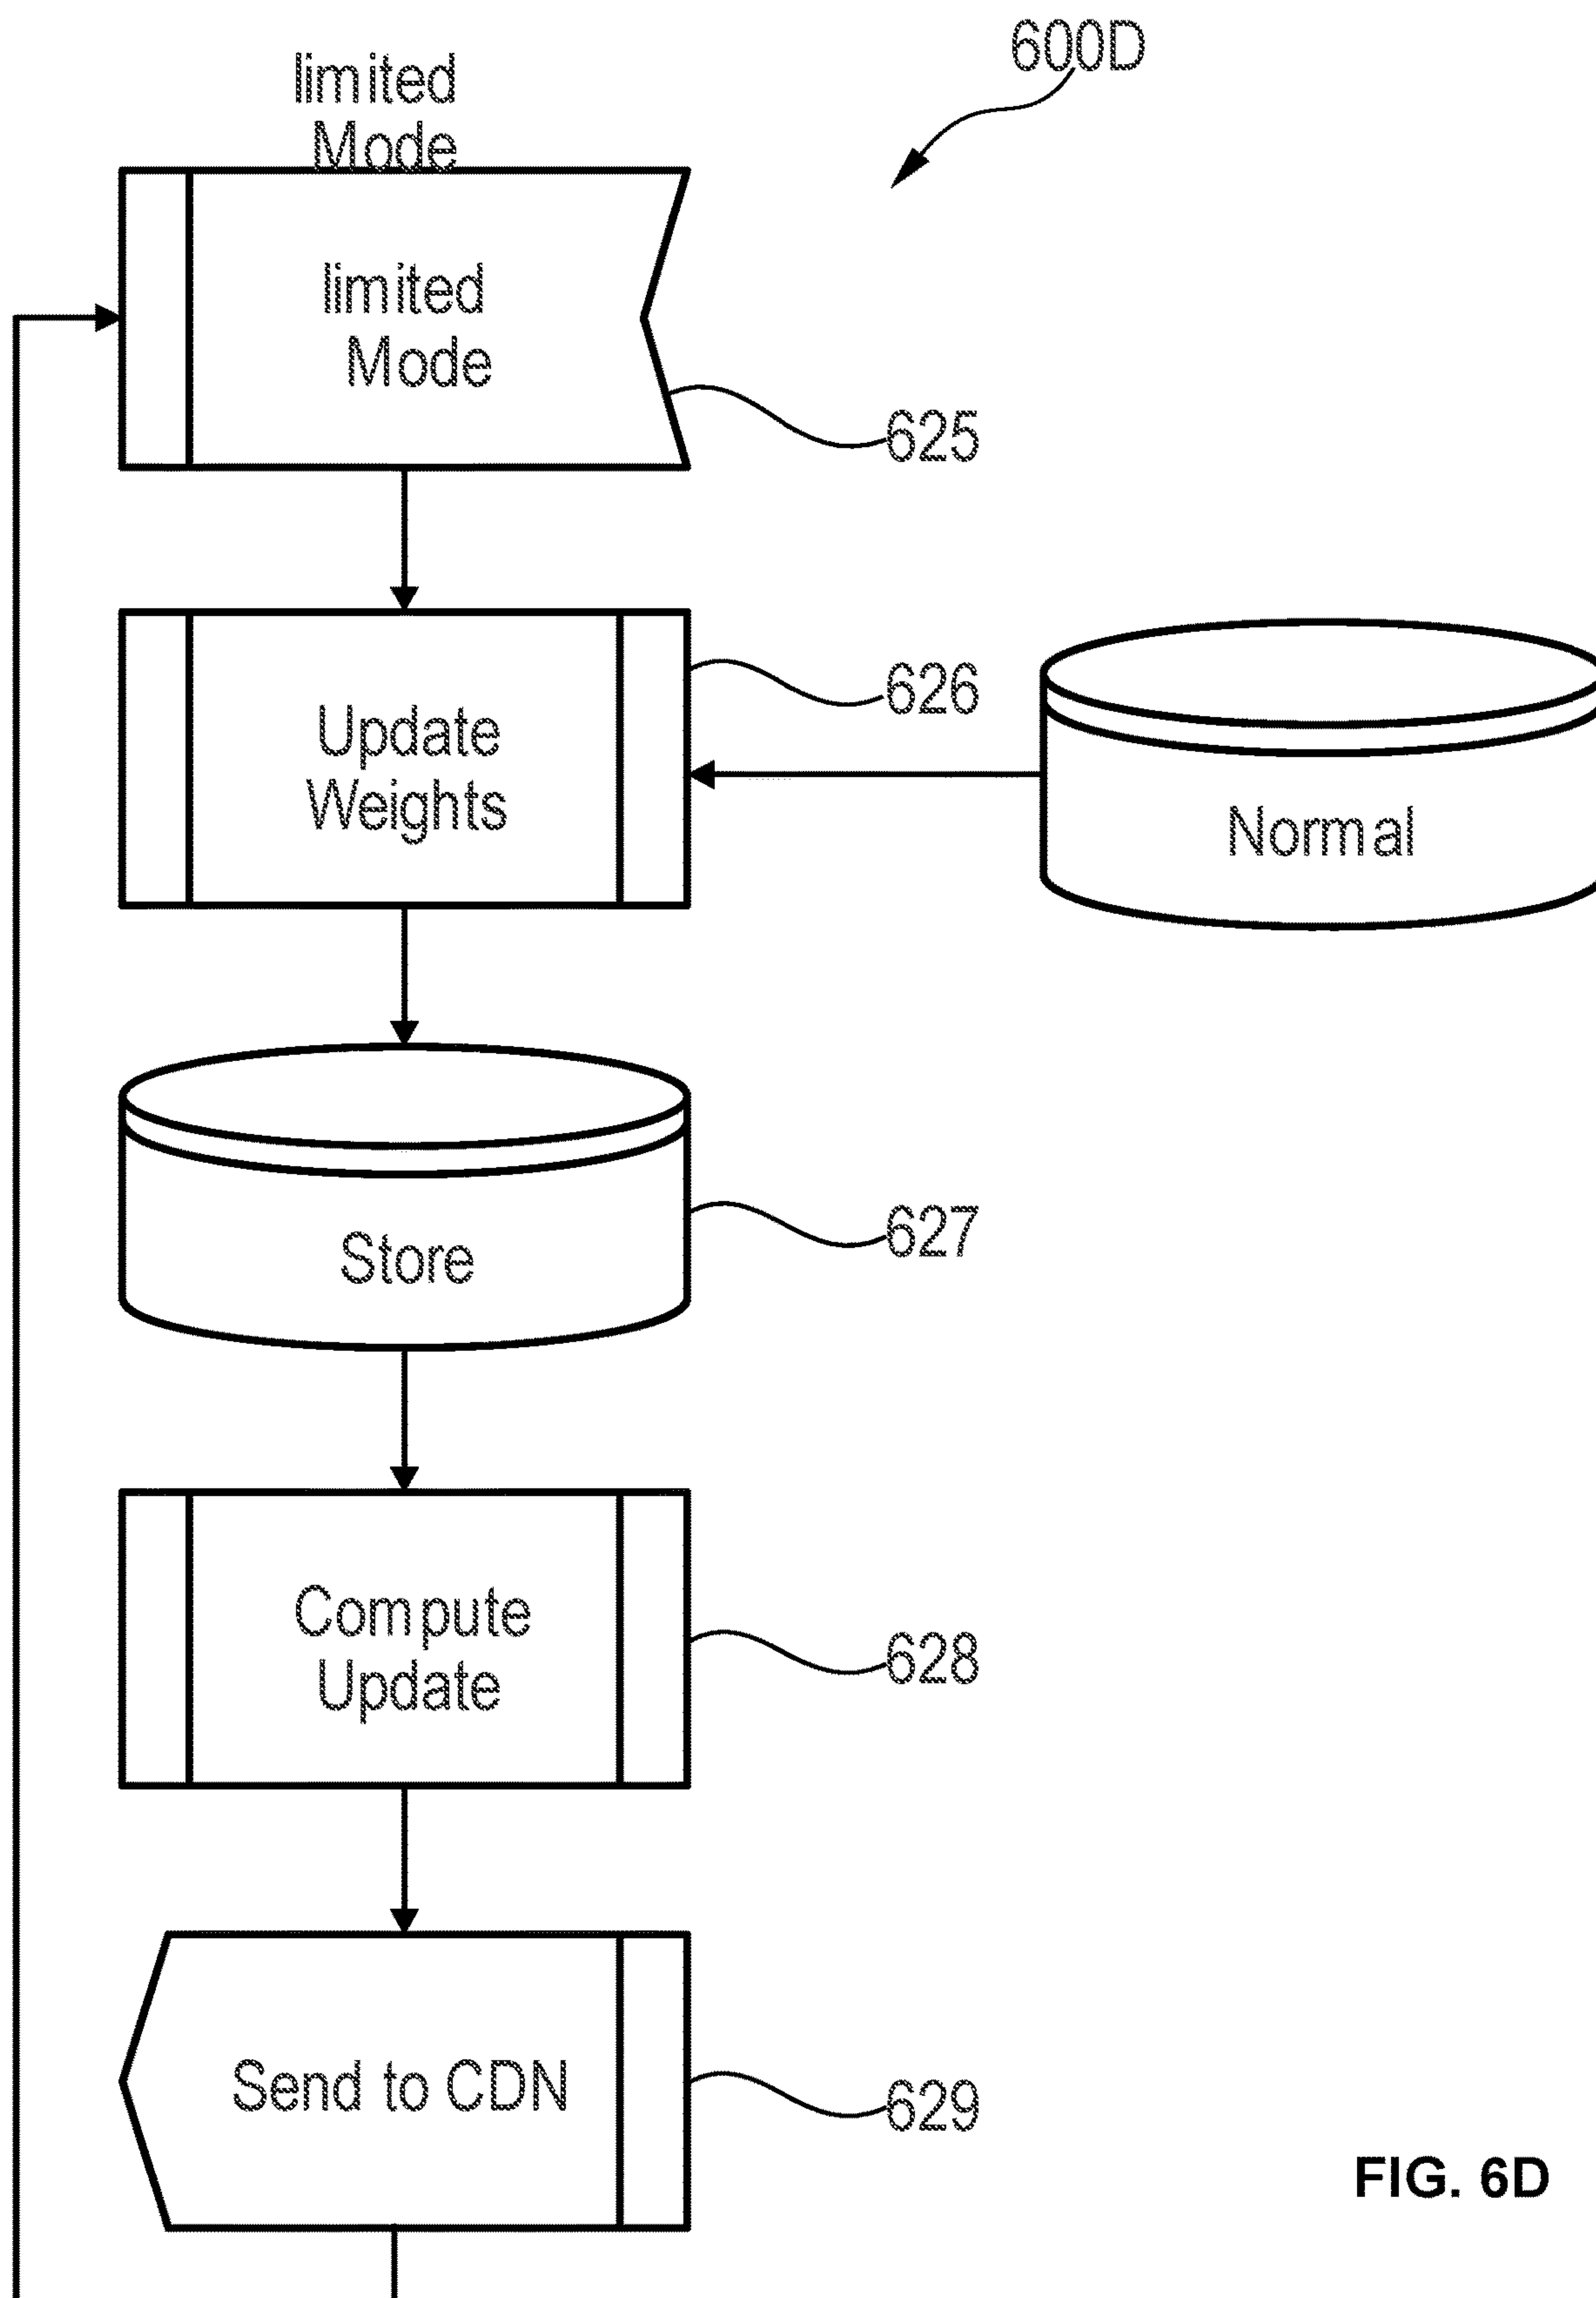 600D
limited
Mode
limited
Mode
625
626
Update
Weights
Normal
627
Store
Compute
Update
628
Send to CDN
629
FIG. 6D